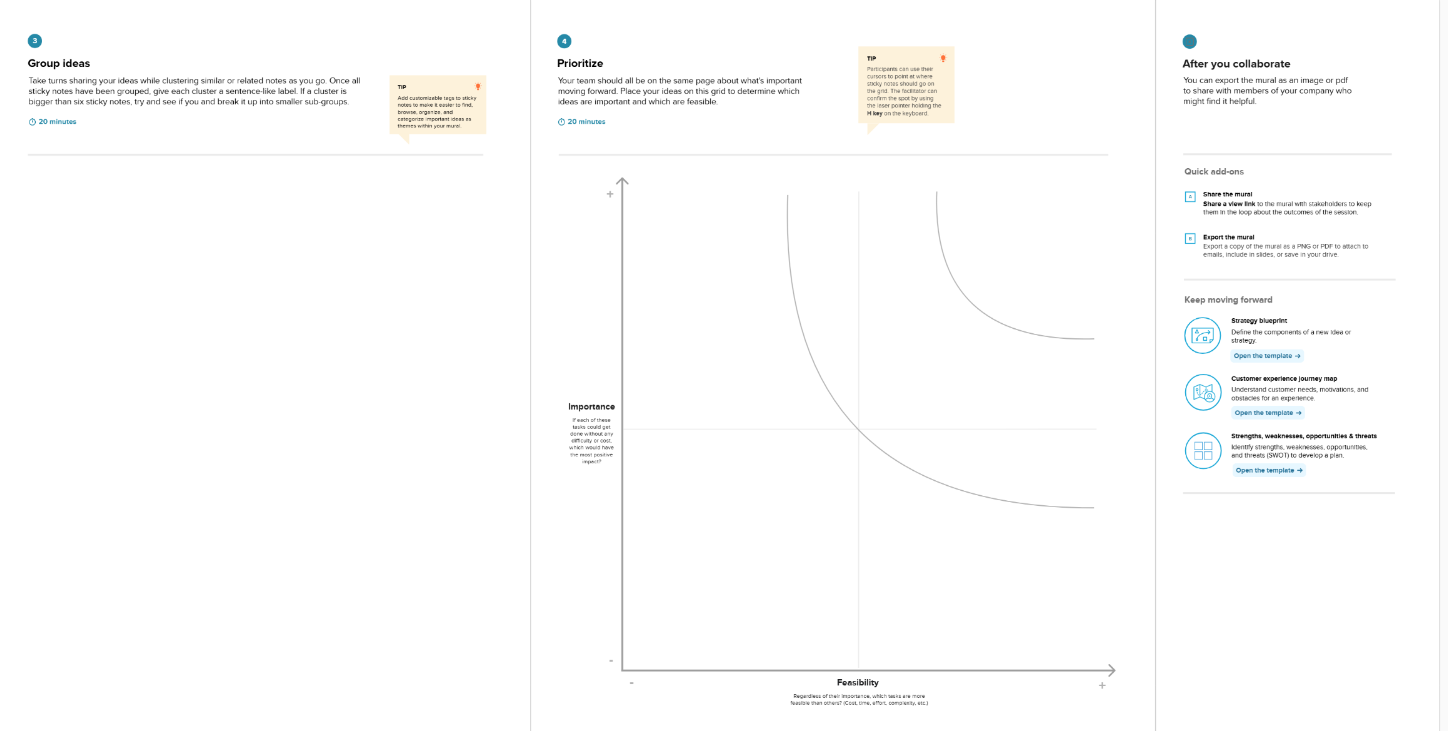 3
Group ideas
Take turns sharing your ideas while clustering similar or related notes as you go. Once all
sticky notes have been grouped, give each cluster a sentence-like label. If a cluster is
bigger than six sticky notes, try and see if you and break it up into smaller sub-groups.
20 minutes
TIP
Add customizable tags to sticky
notes to make it easier to find,
browse, organize, and
categorize important ideas as
themes within your mural.
4
Prioritize
Your team should all be on the same page about what's important
moving forward. Place your ideas on this grid to determine which
ideas are important and which are feasible.
20 minutes
TIP
Participants can use their
cursors to point at where
sticky notes should go on
the grid. The facilitator can
confirm the spot by using
the laser pointer holding the
H key on the keyboard.
+
Importance
If each of these
tasks could get
done without any
difficulty or cost,
which would have
the most positive
impact?
-
-
Feasibility
+
Regardless of their importance, which tasks are more
feasible than others? (Cost, time, effort, complexity, etc.)
After you collaborate
You can export the mural as an image or pdf
to share with members of your company who
might find it helpful.
Quick add-ons
A
Share the mural
Share a view link to the mural with stakeholders to keep
them in the loop about the outcomes of the session.
B
Export the mural
Export a copy of the mural as a PNG or PDF to attach to
emails, include in slides, or save in your drive.
Keep moving forward
Strategy blueprint
Define the components of a new idea or
strategy.
Open the template →
Customer experience journey map
Understand customer needs, motivations, and
obstacles for an experience.
Open the template →
Strengths, weaknesses, opportunities & threats
Identify strengths, weaknesses, opportunities,
and threats (SWOT) to develop a plan.
Open the template →